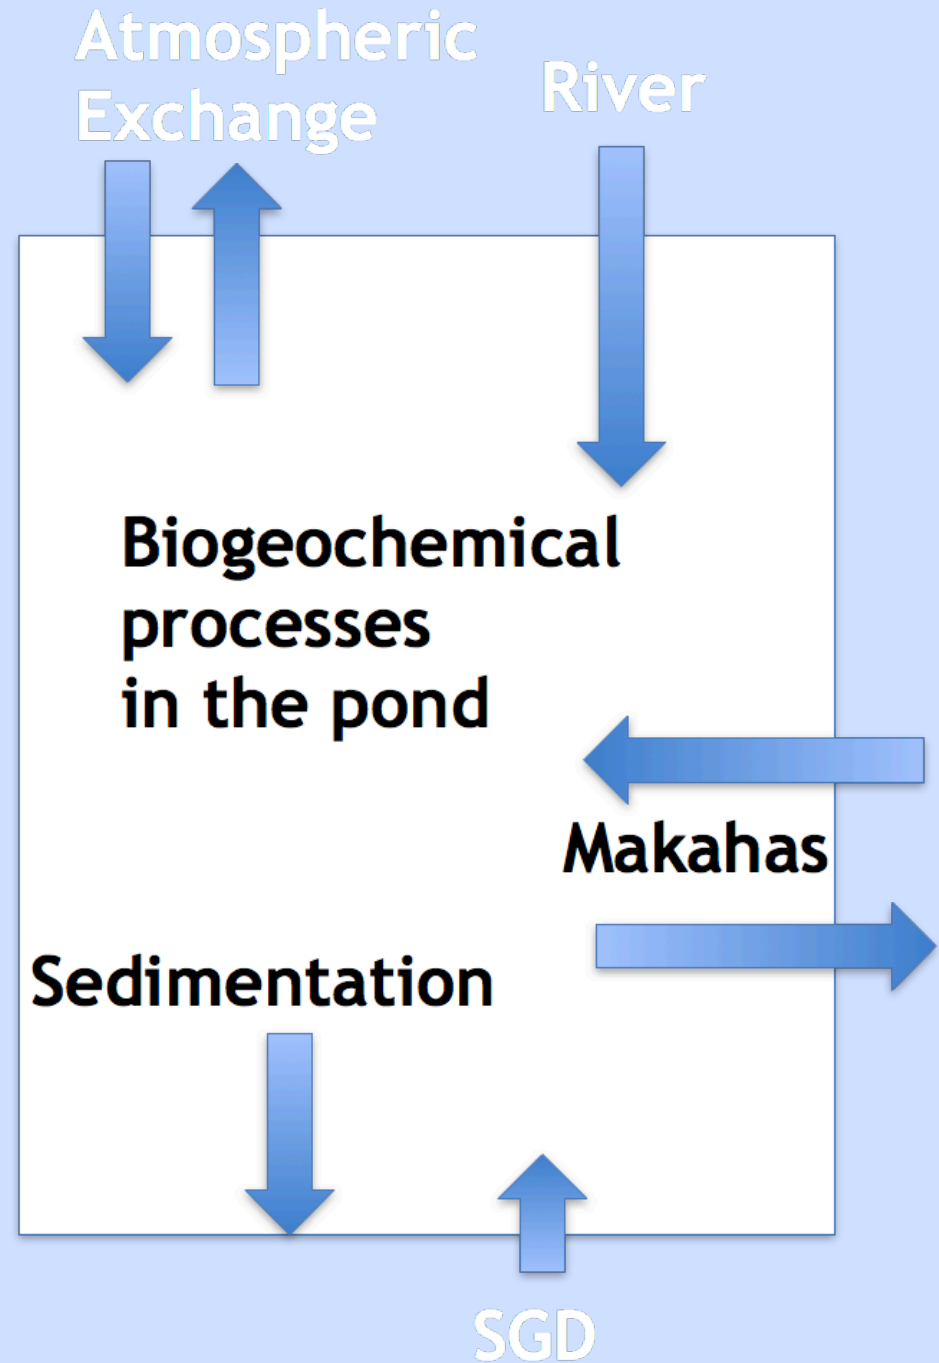 Atmospheric
Exchange
River
Biogeochemical
processes
in the pond
Makahas
Sedimentation
SGD